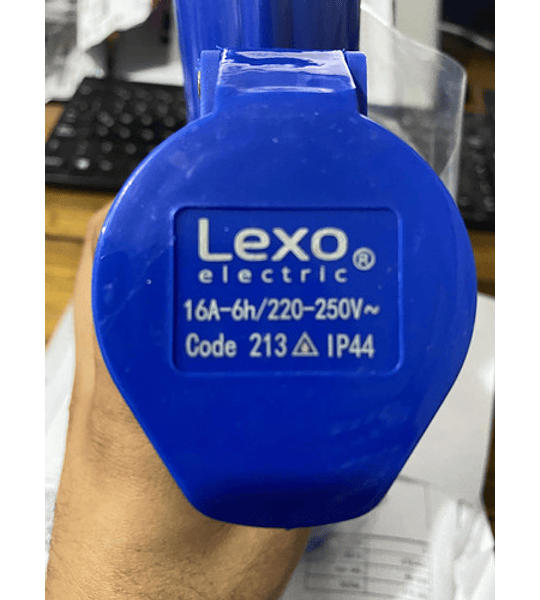 Lexo®
electric
16A-6h/220-250V~
Code 213 IP44